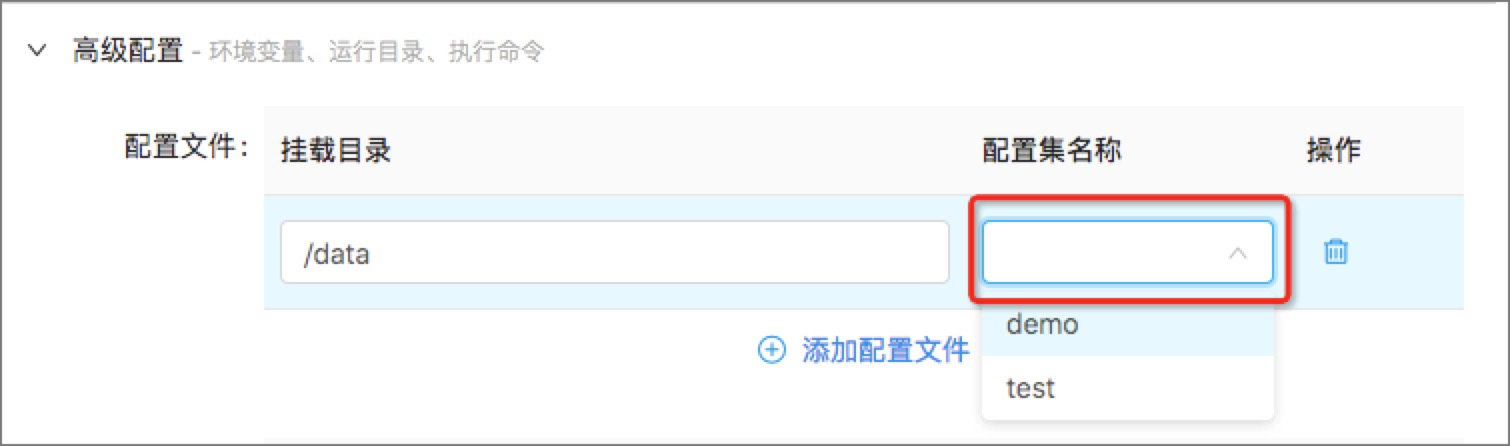 高级配置 - 环境变量、运行目录、执行命令
配置文件：
挂载目录 配置集名称 操作
/data
demo
添加配置文件
test